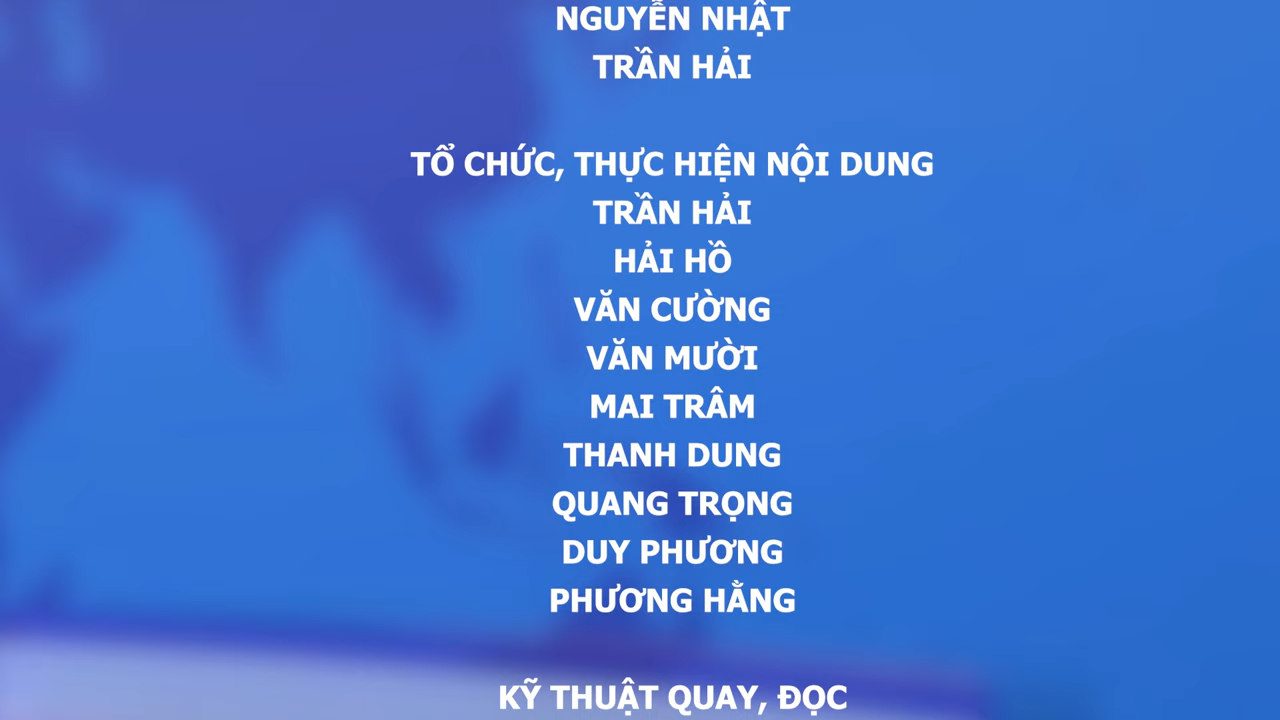 NGUYỄN NHẬT
TRẦN HẢI
TỔ CHỨC, THỰC HIỆN NỘI DUNG
TRẦN HẢI
HẢI HỒ
VĂN CƯỜNG
VĂN MƯỜI
MAI TRÂM
THANH DUNG
QUANG TRỌNG
DUY PHƯƠNG
PHƯƠNG HẰNG
KỸ THUẬT QUAY, ĐỌC